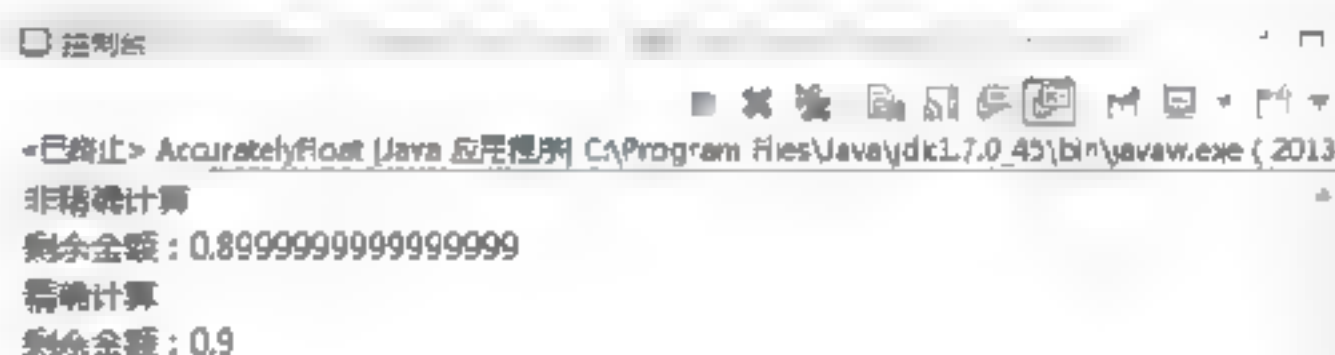 控制台
<已终止> AccuratelyFloat [Java 应用程序] C:\Program Files\Java\jdk1.7.0_45\bin\javaw.exe ( 2013
非精确计算
剩余金额：0.8999999999999999
精确计算
剩余金额：0.9